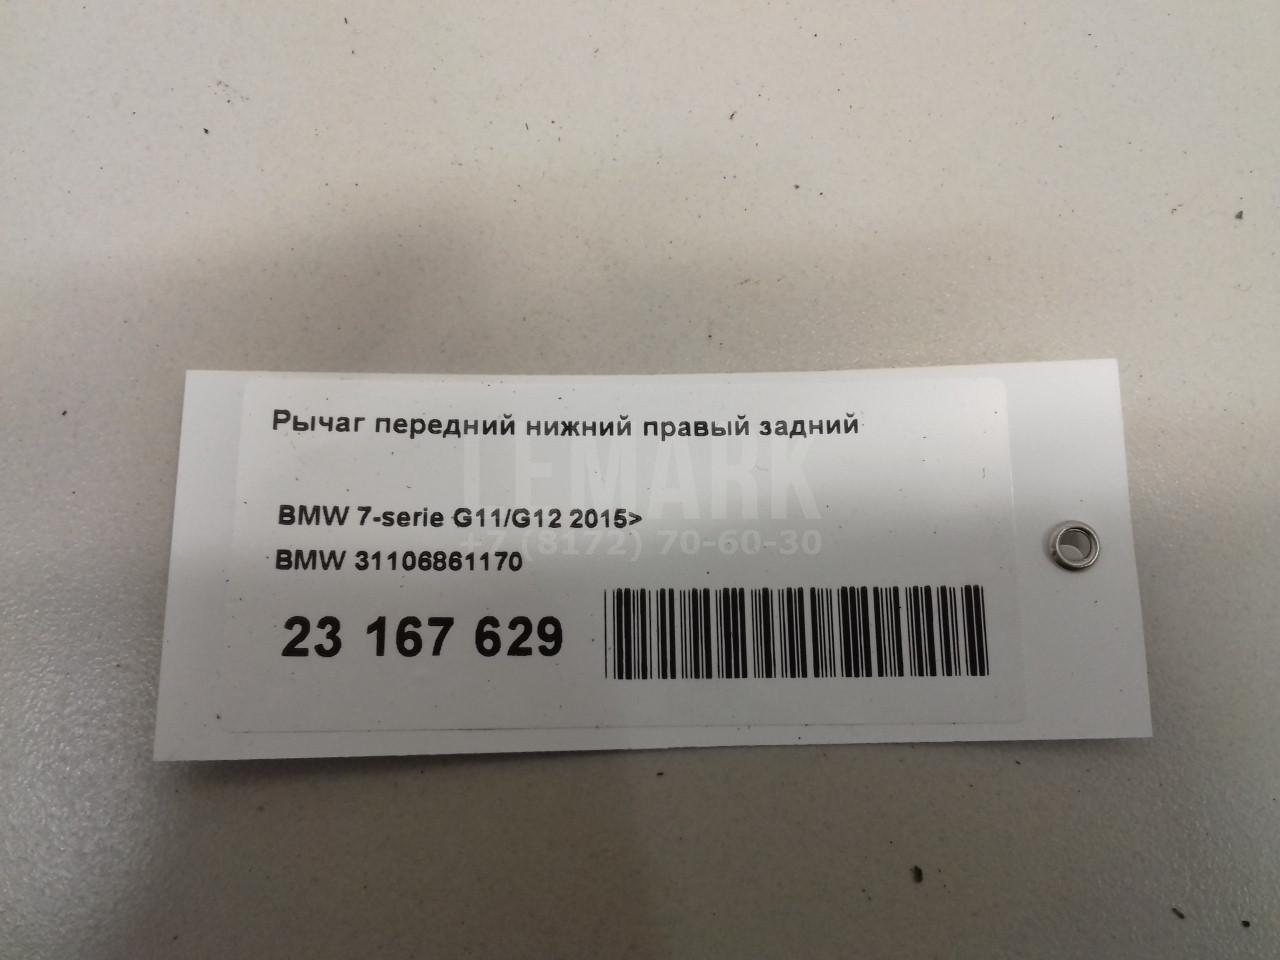 Рычаг передний нижний правый задний
LEMARK
BMW 7-serie G11/G12 2015>
+7 (8172) 70-60-30
BMW 31106861170
23 167 629